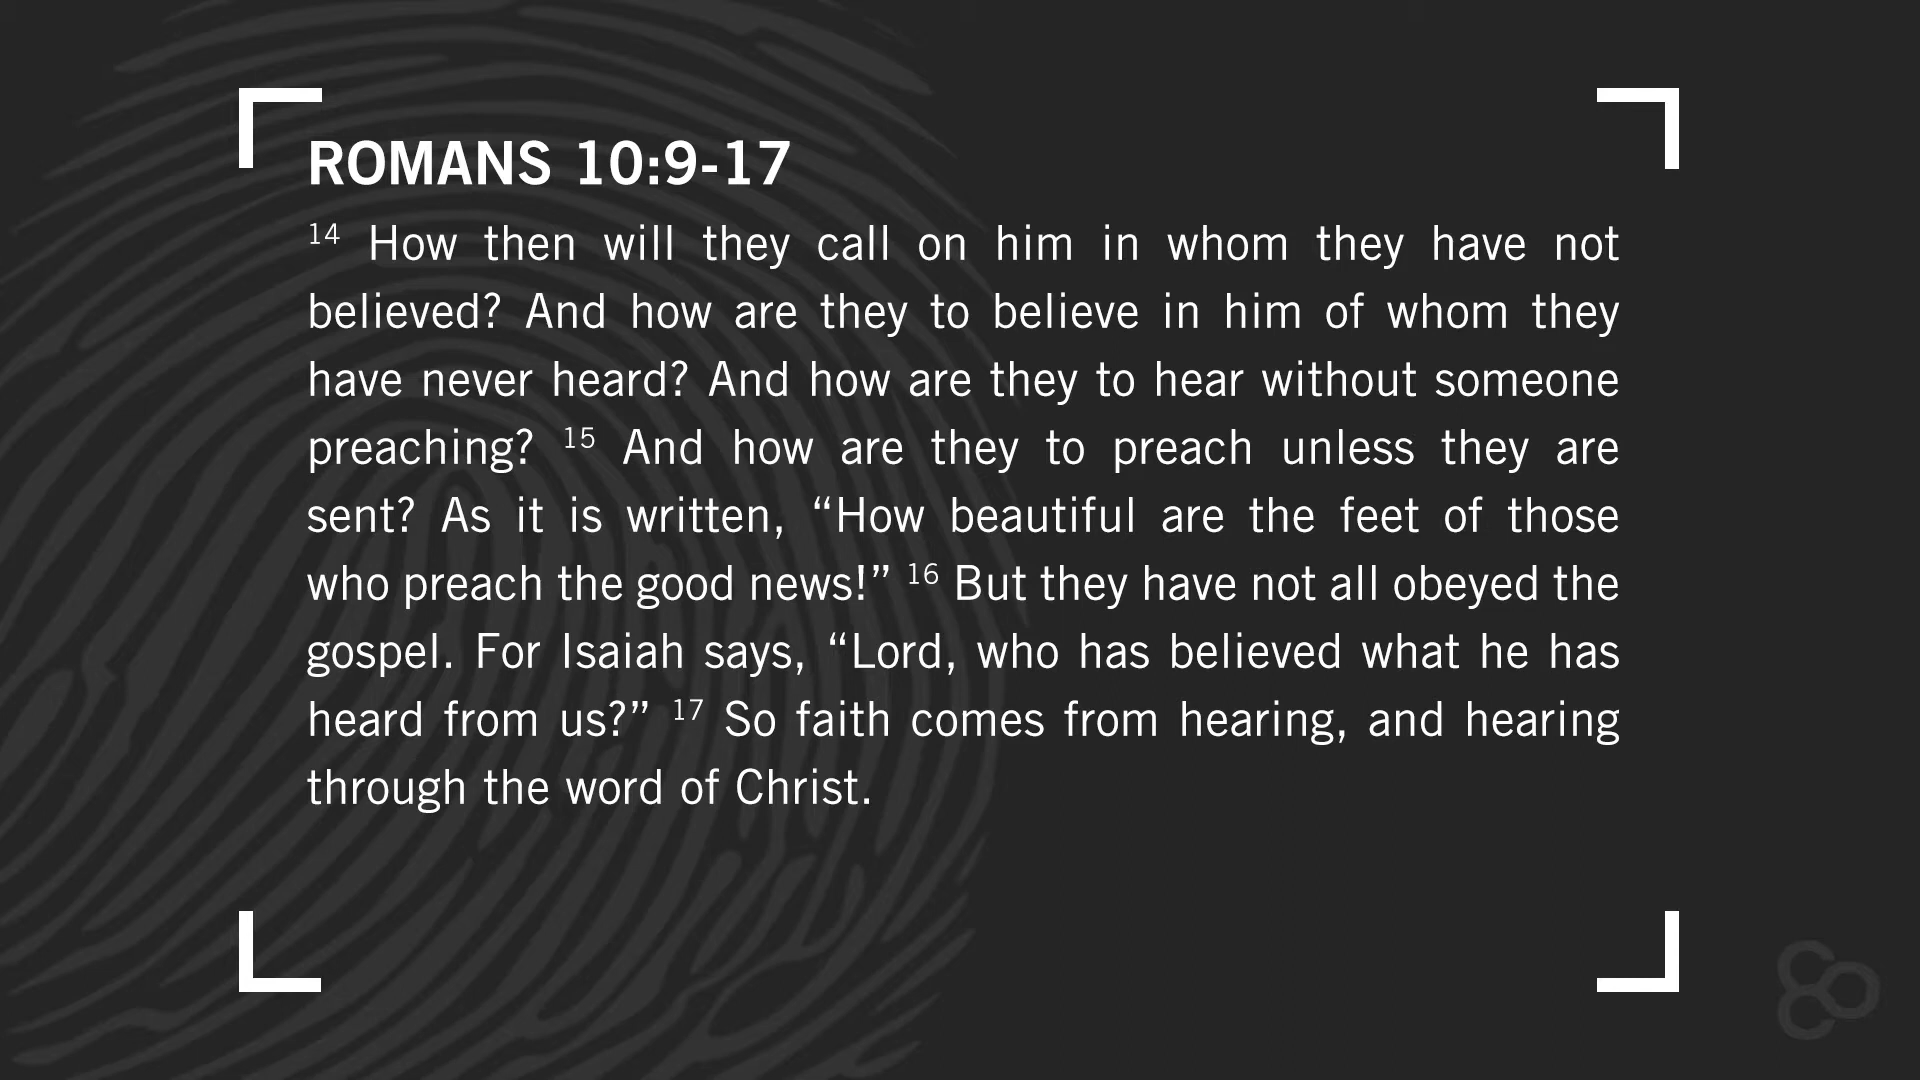 ROMANS 10:9-17
14 How then will they call on him in whom they have not
believed? And how are they to believe in him of whom they
have never heard? And how are they to hear without someone
preaching? 15 And how are they to preach unless they are
sent? As it is written, “How beautiful are the feet of those
who preach the good news!” 16 But they have not all obeyed the
gospel. For Isaiah says, “Lord, who has believed what he has
heard from us?” 17 So faith comes from hearing, and hearing
through the word of Christ.